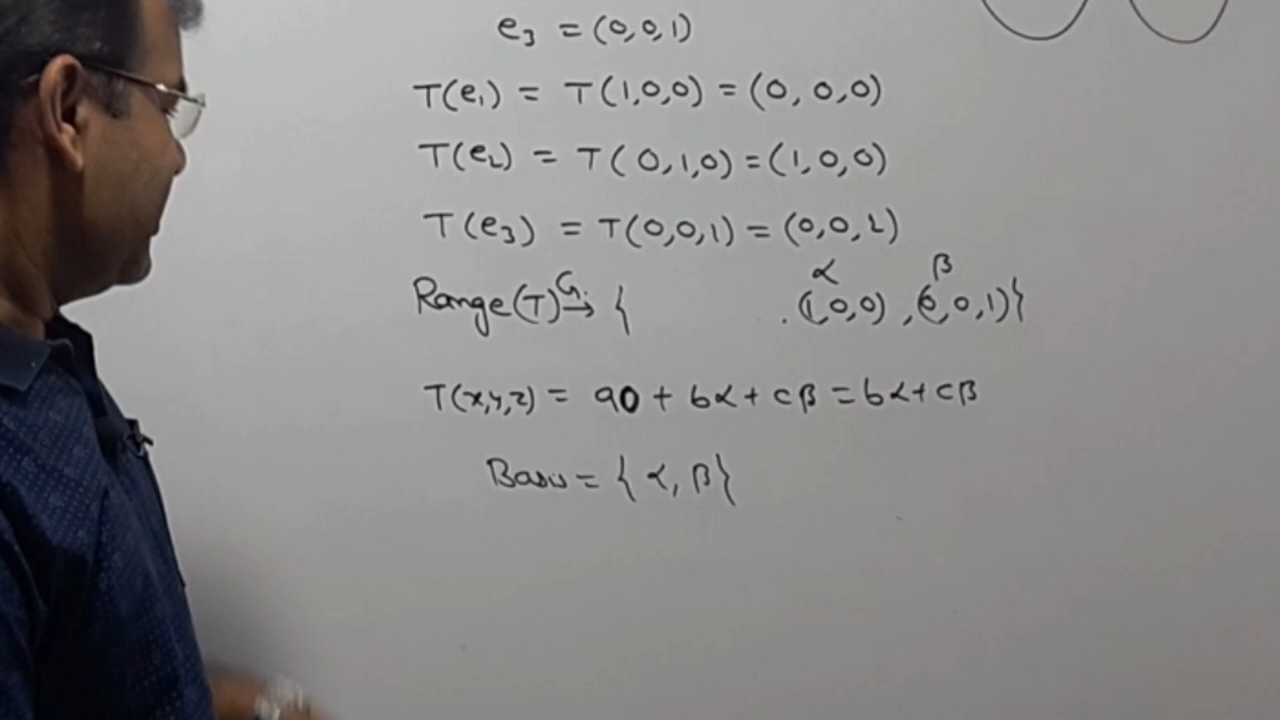 e₃ = (0,0,1)
T(e₁) = T(1,0,0) = (0,0,0)
T(e₂) = T(0,1,0) = (1,0,0)
T(e₃) = T(0,0,1) = (0,0,1)
α β
Range(T) G. → { . (1,0,0) , (0,0,1)}
T(x,y,z) = a0 + bα + cβ = bα + cβ
Basis = { α, β}